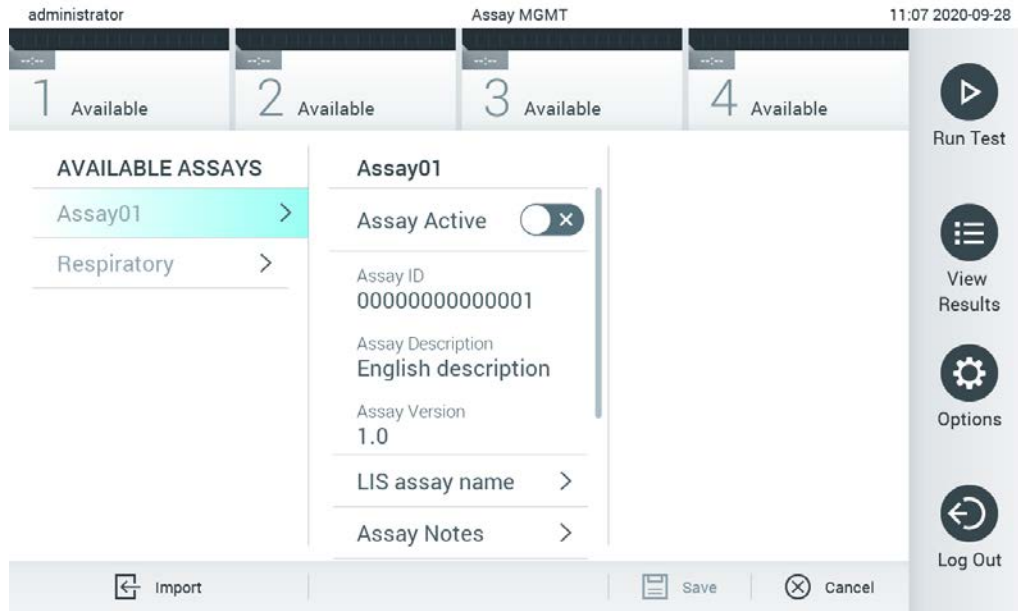 administrator Assay MGMT 11:07 2020-09-28
--:-- --:-- --:-- --:--
1 Available 2 Available 3 Available 4 Available
Run Test
AVAILABLE ASSAYS
Assay01
Respiratory
Assay01
Assay Active
Assay ID
00000000000001
Assay Description
English description
Assay Version
1.0
LIS assay name
Assay Notes
View
Results
Options
Log Out
Import Save Cancel